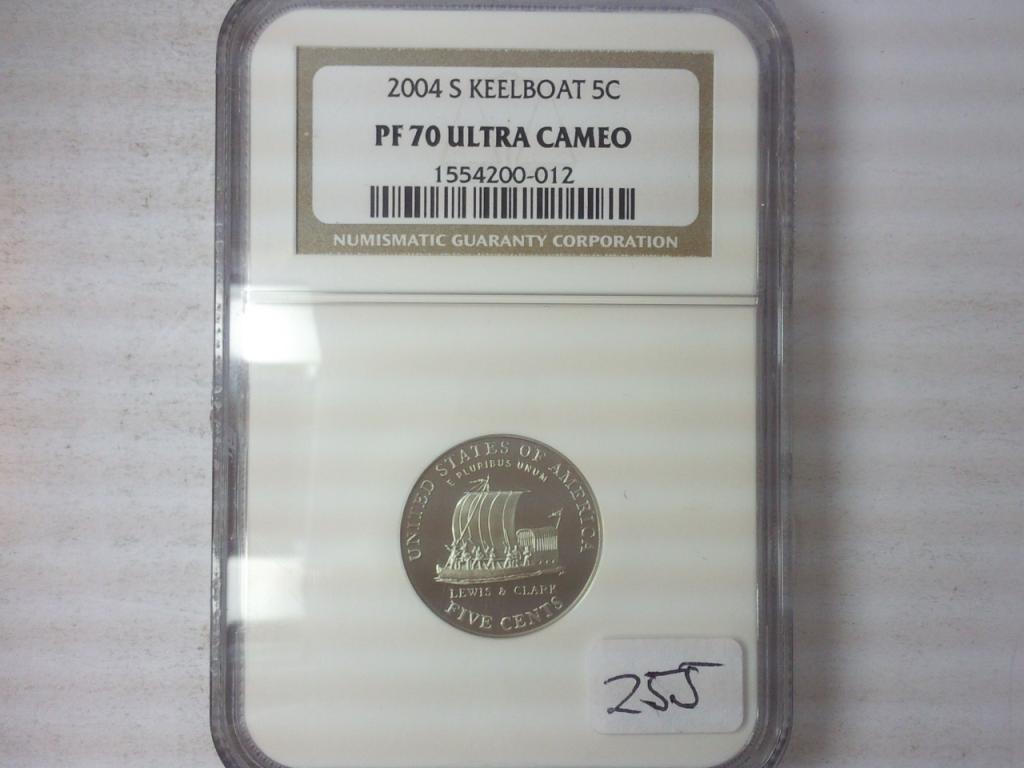 2004 S KEELBOAT 5C
PF 70 ULTRA CAMEO
1554200-012
NUMISMATIC GUARANTY CORPORATION
UNITED STATES OF AMERICA
E PLURIBUS UNUM
LEWIS & CLARK
FIVE CENTS
255